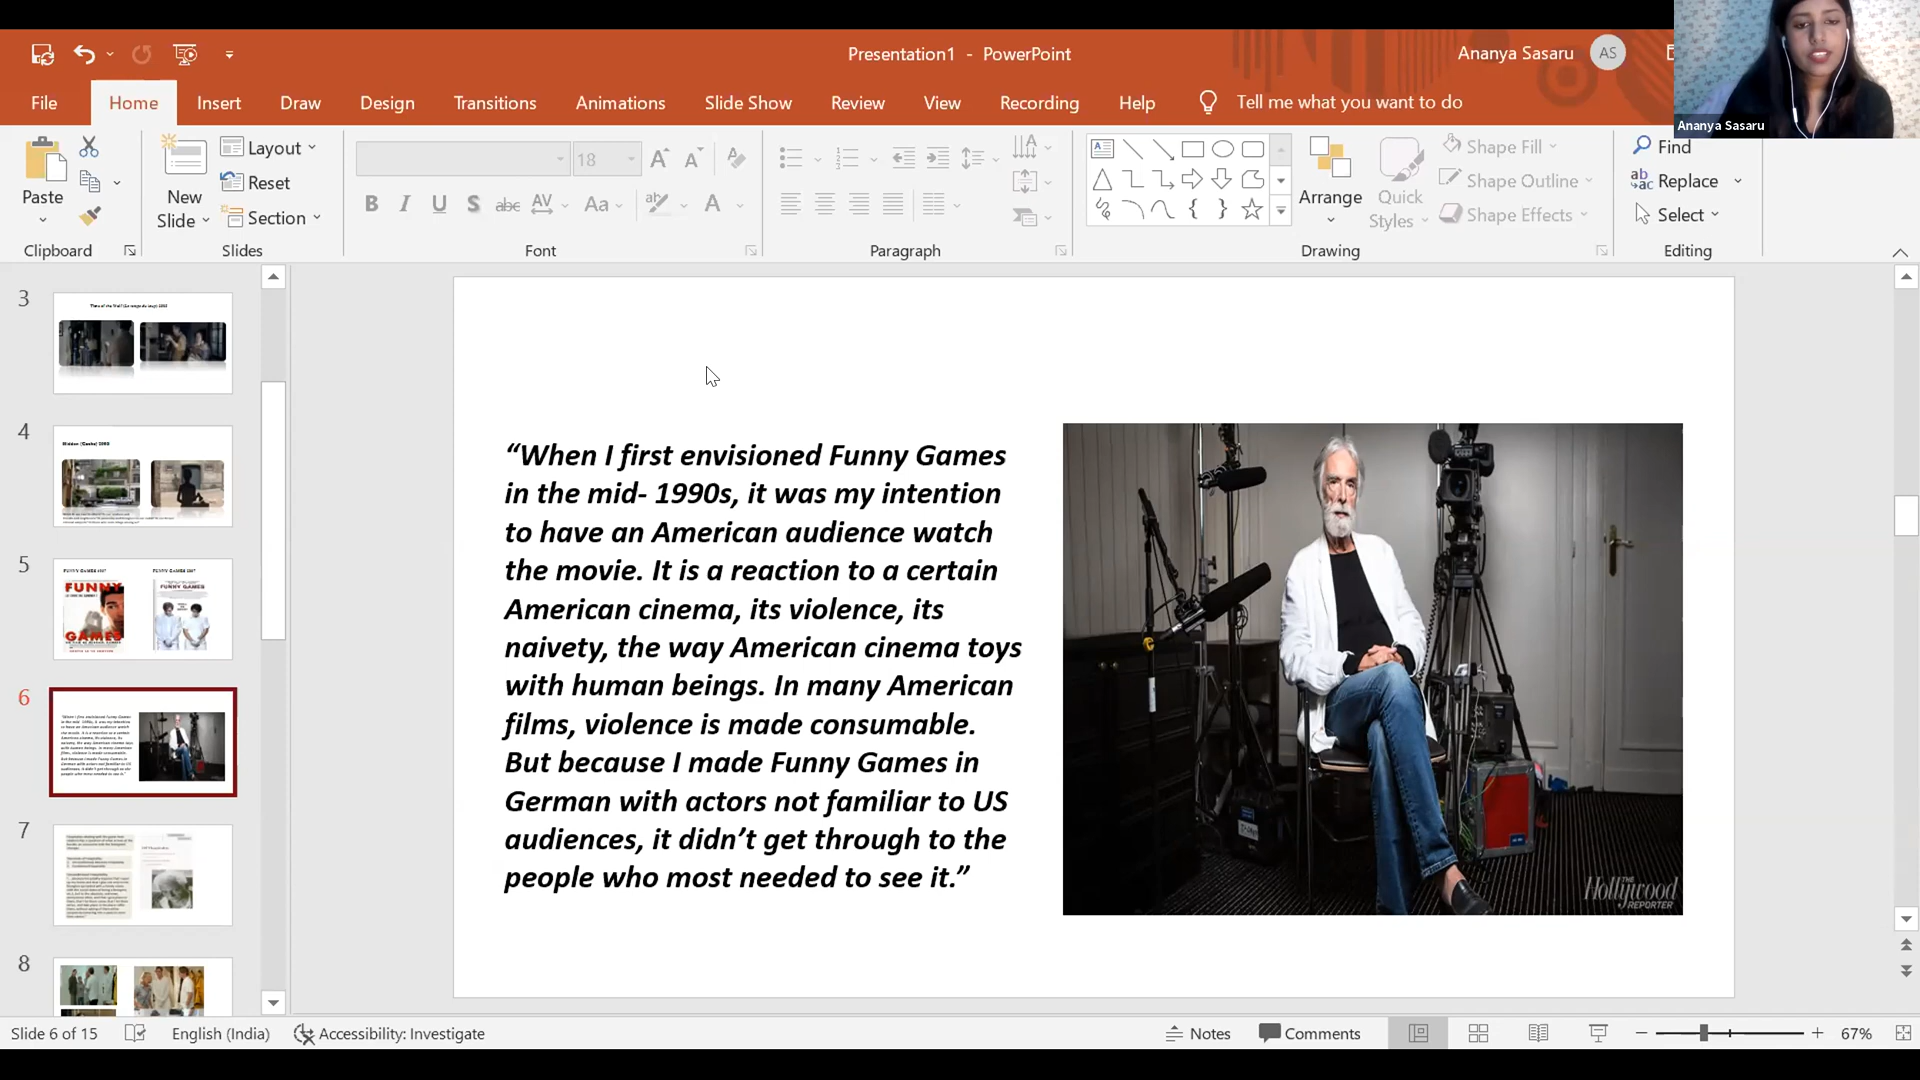 Presentation1 - PowerPoint
Ananya Sasaru
AS
File
Home
Insert
Draw
Design
Transitions
Animations
Slide Show
Review
View
Recording
Help
Tell me what you want to do
Ananya Sasaru
Paste
New
Slide
Layout
Reset
Section
18
Aa
Arrange
Quick
Styles
Shape Fill
Shape Outline
Shape Effects
Find
Replace
Select
Clipboard
Slides
Font
Paragraph
Drawing
Editing
3
4
5
FUNNY
GAMES
FUNNY GAMES
6
7
8
“When I first envisioned Funny Games
in the mid- 1990s, it was my intention
to have an American audience watch
the movie. It is a reaction to a certain
American cinema, its violence, its
naivety, the way American cinema toys
with human beings. In many American
films, violence is made consumable.
But because I made Funny Games in
German with actors not familiar to US
audiences, it didn’t get through to the
people who most needed to see it.”
THE
Hollywood
REPORTER
Slide 6 of 15
English (India)
Accessibility: Investigate
Notes
Comments
67%